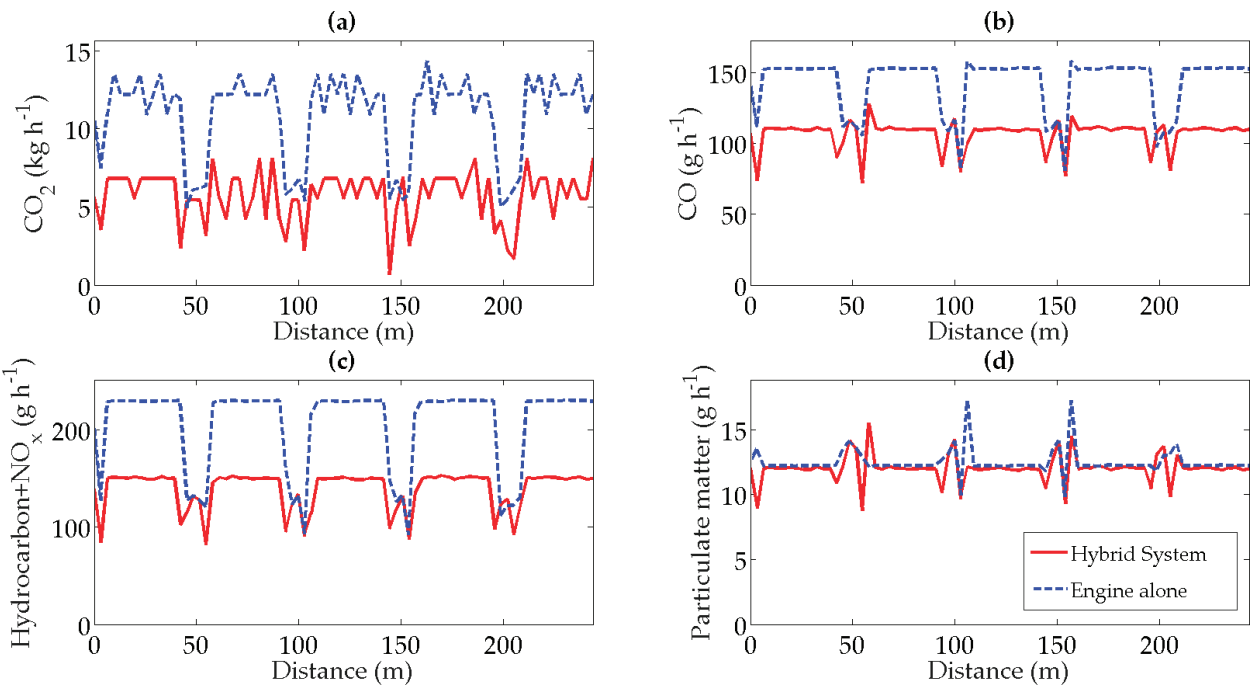 (a)
CO2 (kg h-1)
15
10
5
0
0 50 100 150 200
Distance (m)
(b)
CO (g h-1)
150
100
50
0
0 50 100 150 200
Distance (m)
(c)
Hydrocarbon+NOx (g h-1)
200
100
0
0 50 100 150 200
Distance (m)
(d)
Particulate matter (g h-1)
15
10
5
0
0 50 100 150 200
Distance (m)
Hybrid System
Engine alone